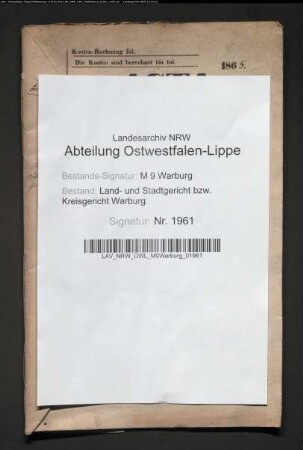 Kosten-Rechnung fol.
Die Kosten sind berechnet bis fol.
1865.
Landesarchiv NRW
Abteilung Ostwestfalen-Lippe
Bestands-Signatur: M 9 Warburg
Bestand: Land- und Stadtgericht bzw.
Kreisgericht Warburg
Signatur: Nr. 1961
LAV_NRW_OWL_M9Warburg_01961